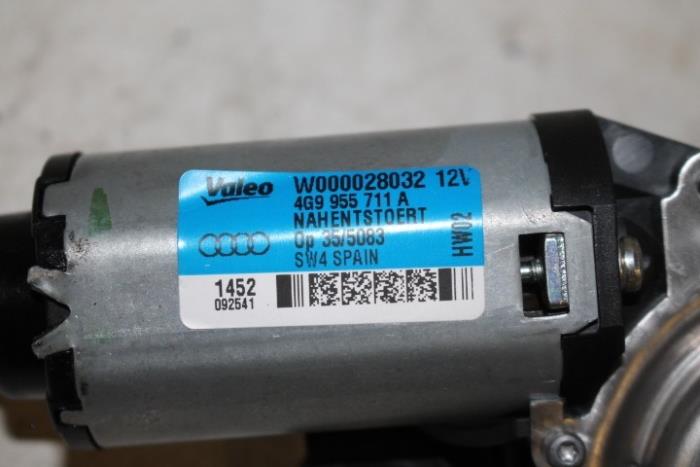 Valeo W000028032 12V
4G9 955 711 A
NAHENTSTOERT
Op 35/5083
SW4 SPAIN
HW02
1452
092541